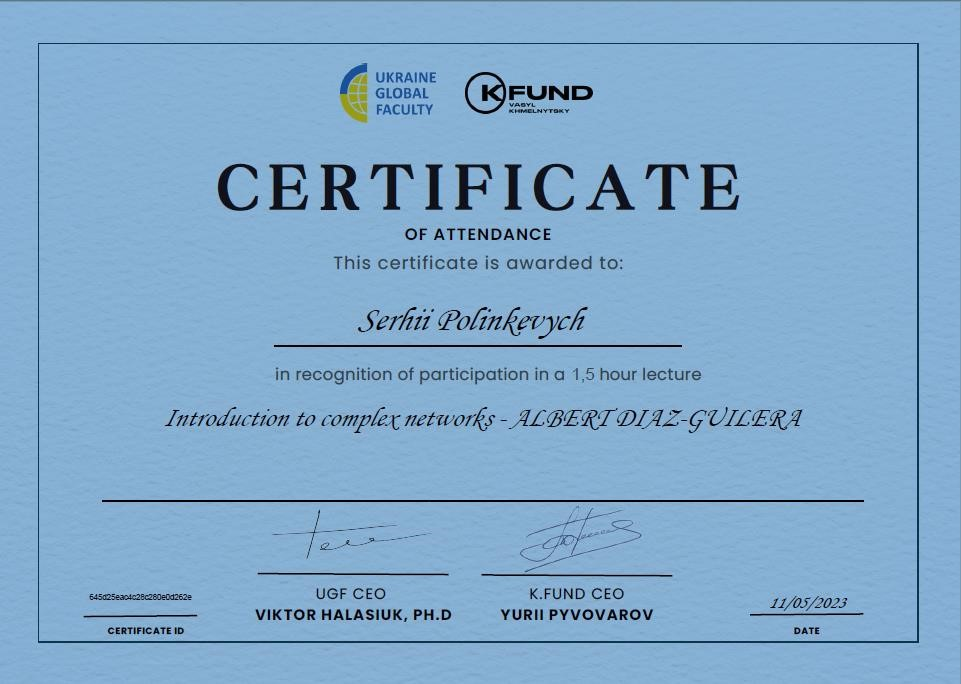 UKRAINE
GLOBAL
FACULTY
K FUND
VASYL
KHMELNYTSKY
CERTIFICATE
OF ATTENDANCE
This certificate is awarded to:
Serhii Polinkevych
in recognition of participation in a 1,5 hour lecture
Introduction to complex networks - ALBERT DIAZ-GUILERA
645d25eac4c28c280e0d262e
CERTIFICATE ID
UGF CEO
VIKTOR HALASIUK, PH.D
K.FUND CEO
YURII PYVOVAROV
11/05/2023
DATE